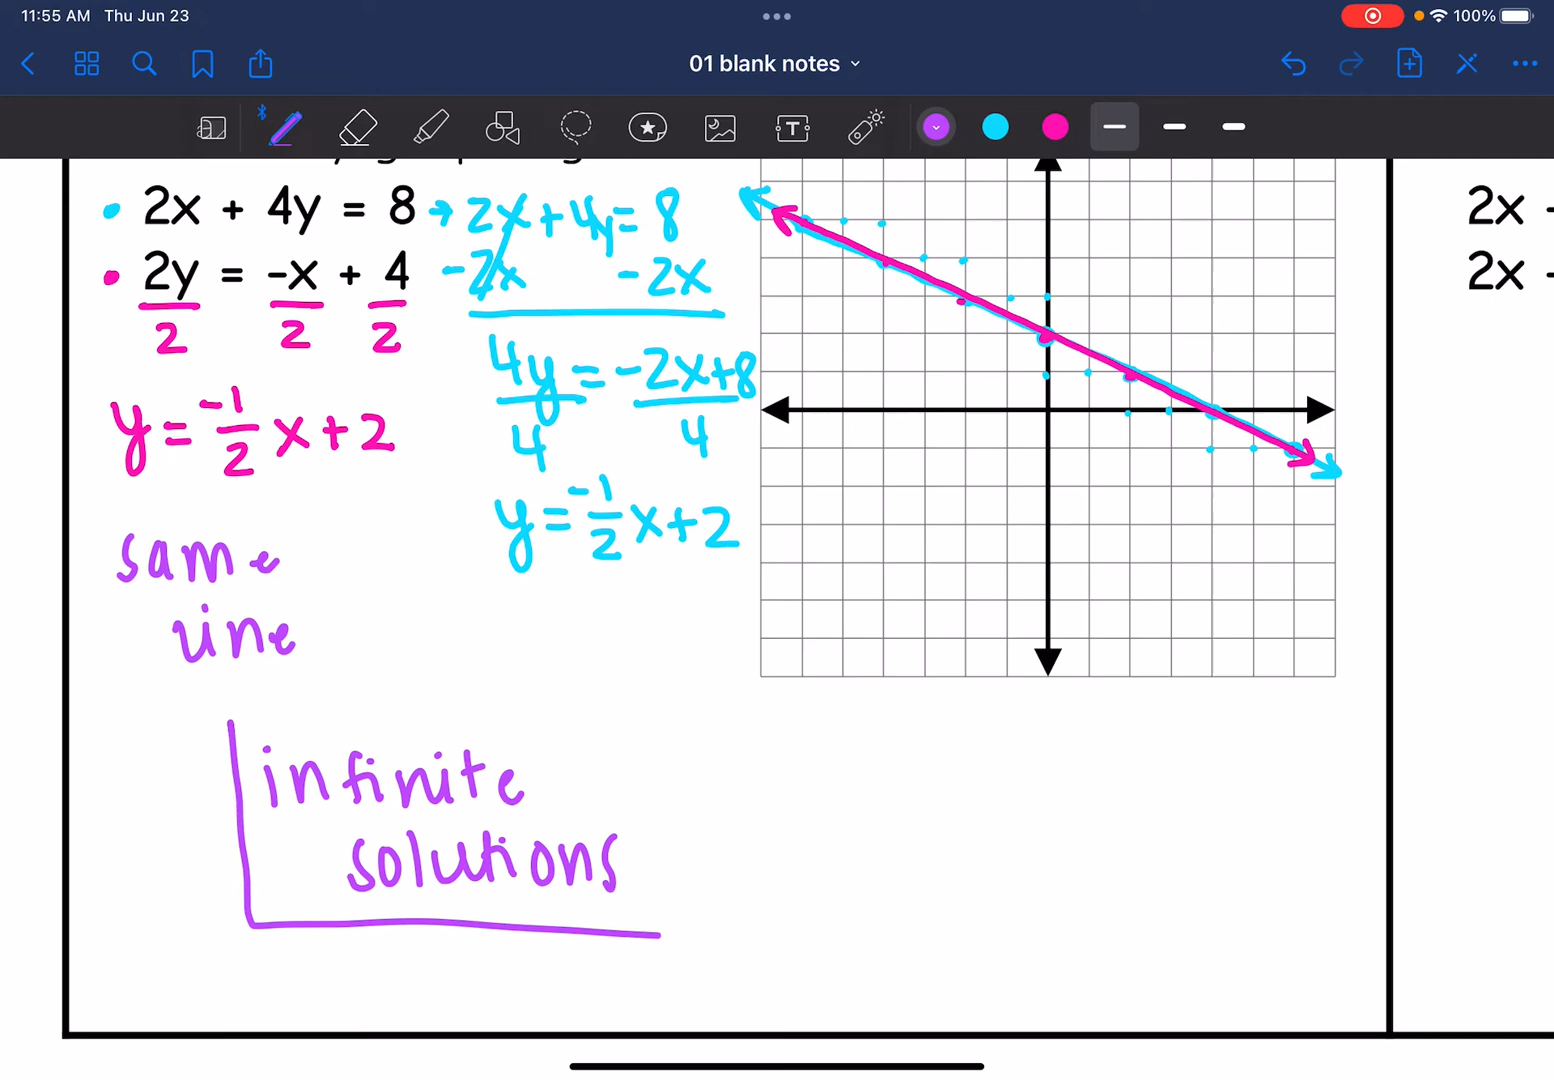 11:55 AM Thu Jun 23
100%
01 blank notes
2x + 4y = 8
2y = -x + 4
2 2 2
y = -1/2 x + 2
→ 2x + 4y = 8
-2x -2x
4y = -2x + 8
4 4
y = -1/2 x + 2
same
line
infinite
solutions
2x
2x